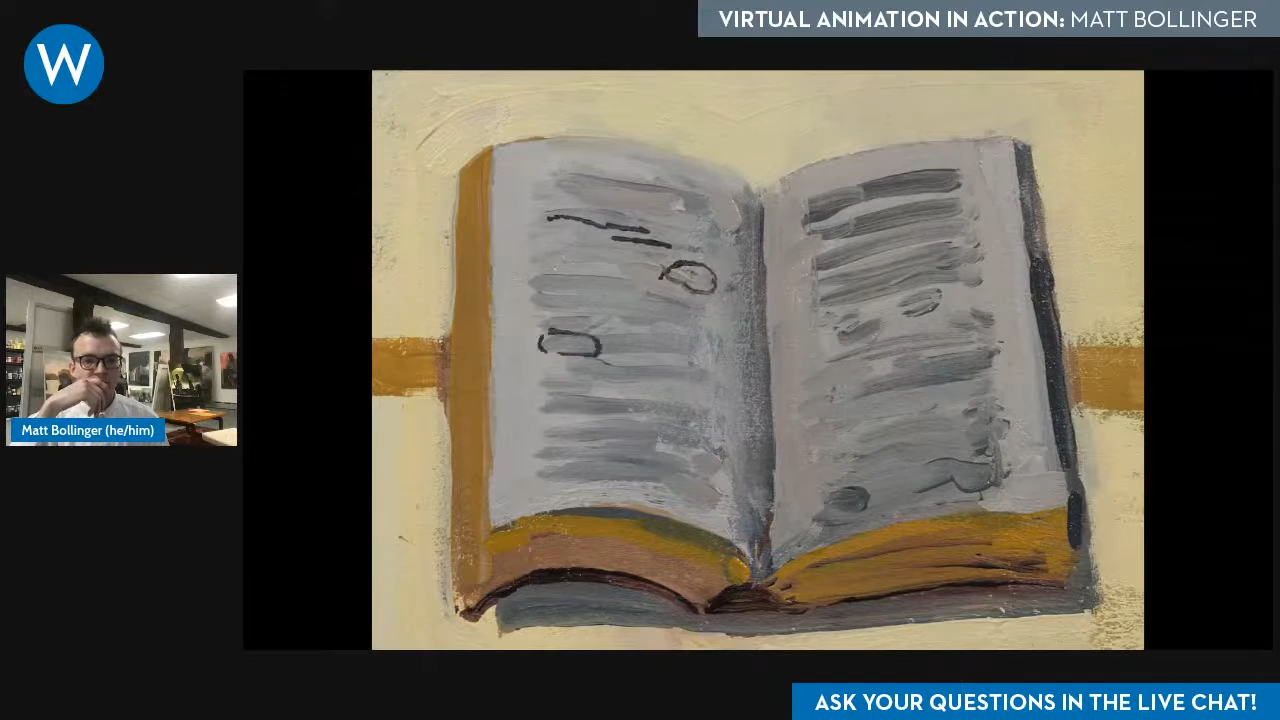 VIRTUAL ANIMATION IN ACTION: MATT BOLLINGER
W
Matt Bollinger (he/him)
ASK YOUR QUESTIONS IN THE LIVE CHAT!